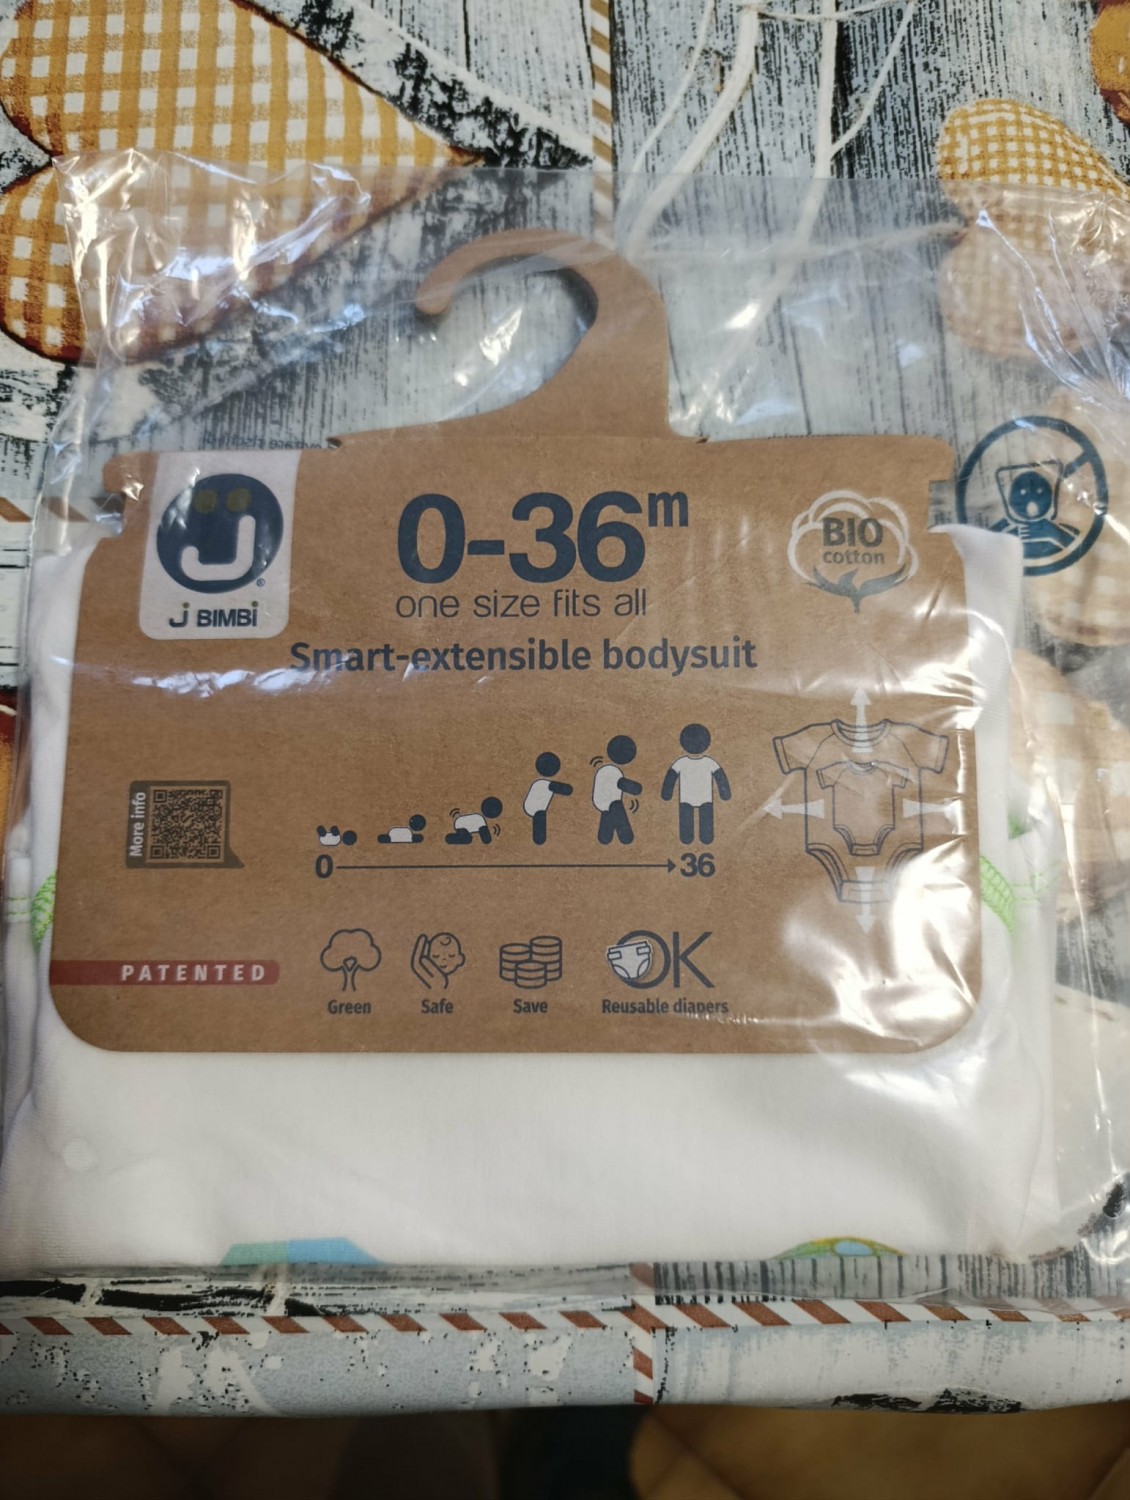 0-36m
one size fits all
Smart-extensible bodysuit
J BIMBi
®
BIO
cotton
More info
0
36
PATENTED
Green
Safe
Save
OK
Reusable diapers